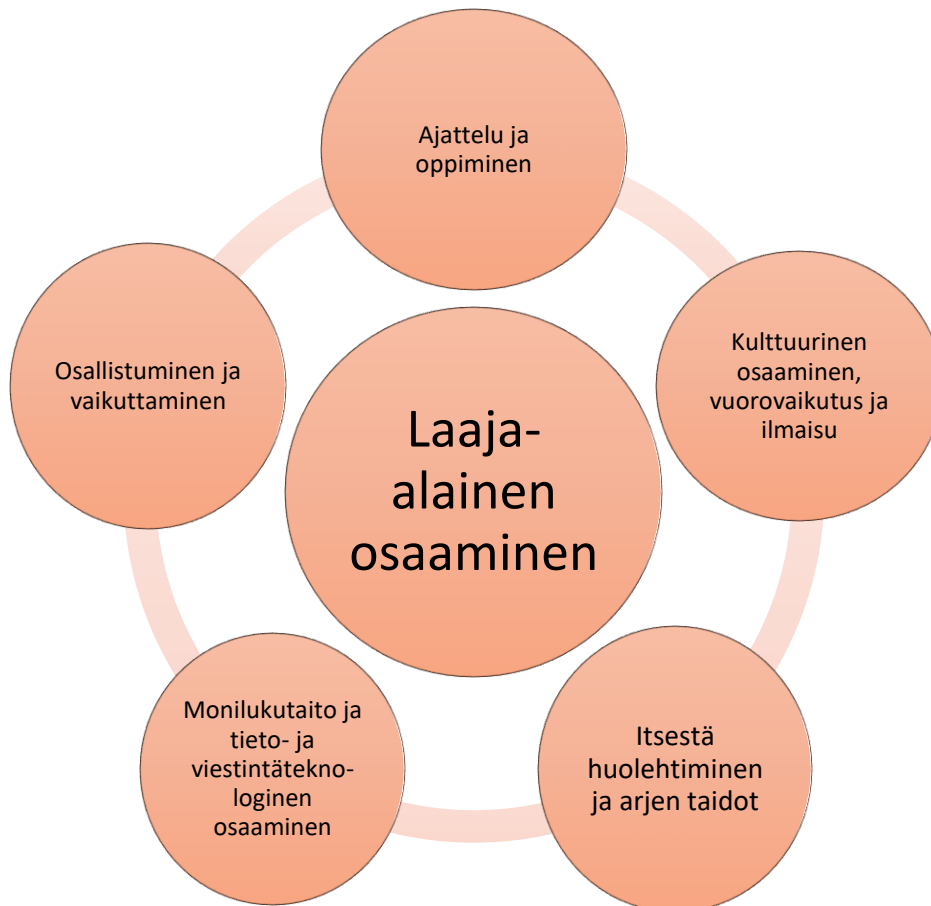 Ajattelu ja
oppiminen
Kulttuurinen
osaaminen,
vuorovaikutus ja
ilmaisu
Itsestä
huolehtiminen
ja arjen taidot
Monilukutaito ja
tieto- ja
viestintätekno-
loginen
osaaminen
Osallistuminen ja
vaikuttaminen
Laaja-
alainen
osaaminen